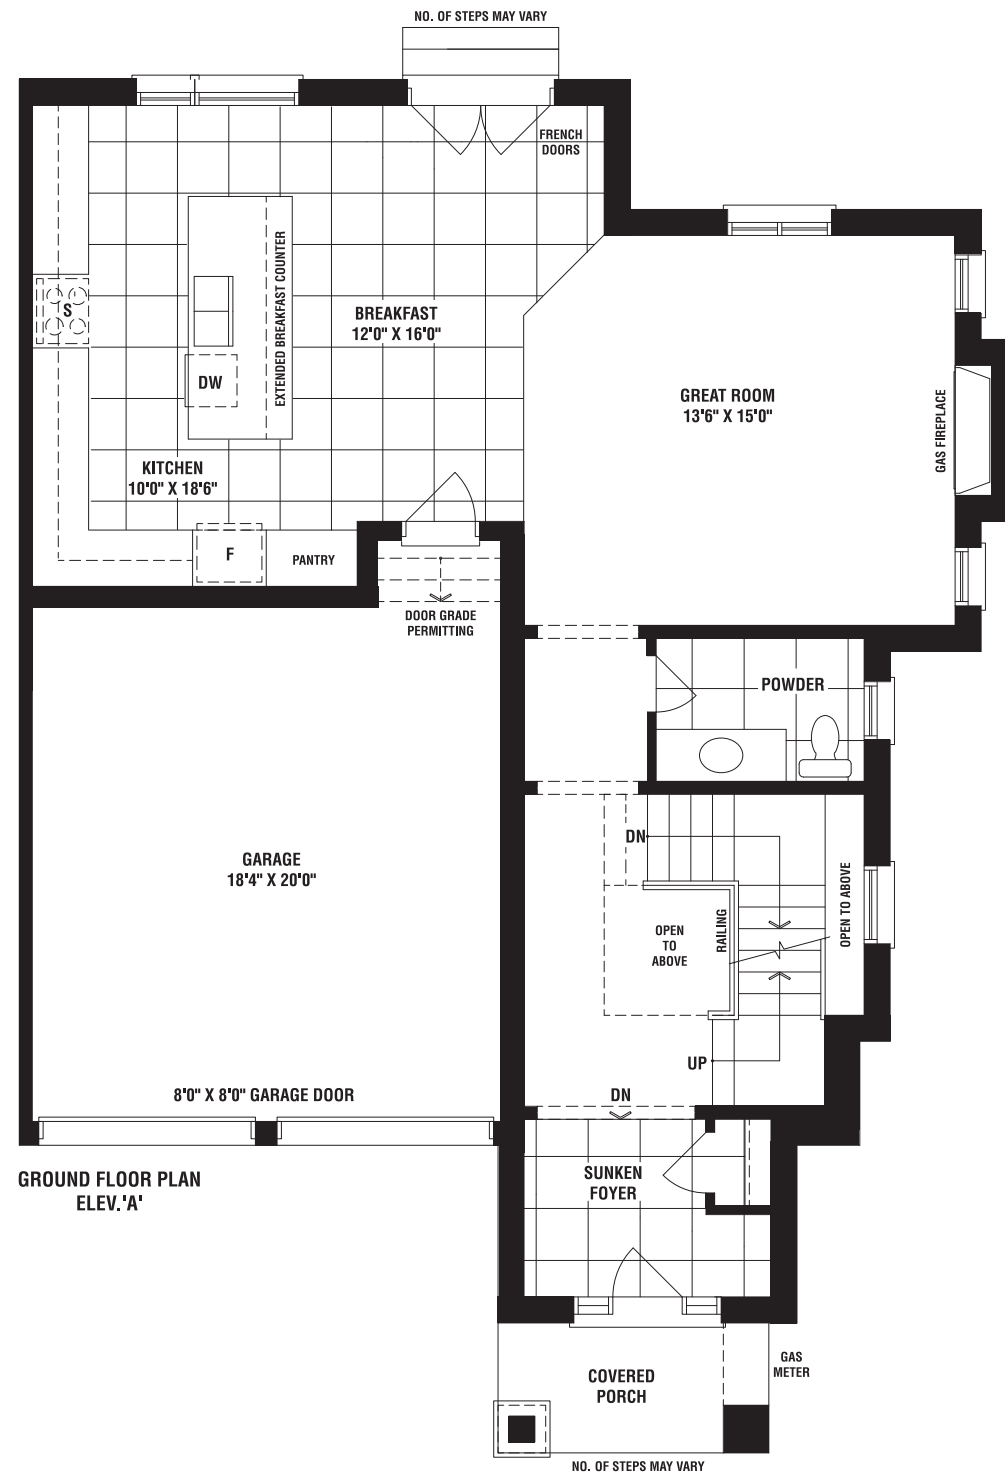 NO. OF STEPS MAY VARY
FRENCH
DOORS
EXTENDED BREAKFAST COUNTER
S
BREAKFAST
12'0" X 16'0"
DW
GREAT ROOM
13'6" X 15'0"
GAS FIREPLACE
KITCHEN
10'0" X 18'6"
F
PANTRY
DOOR GRADE
PERMITTING
POWDER
DN
GARAGE
18'4" X 20'0"
OPEN TO ABOVE
RAILING
OPEN
TO
ABOVE
UP
8'0" X 8'0" GARAGE DOOR
DN
GROUND FLOOR PLAN
ELEV.'A'
SUNKEN
FOYER
COVERED
PORCH
GAS
METER
NO. OF STEPS MAY VARY